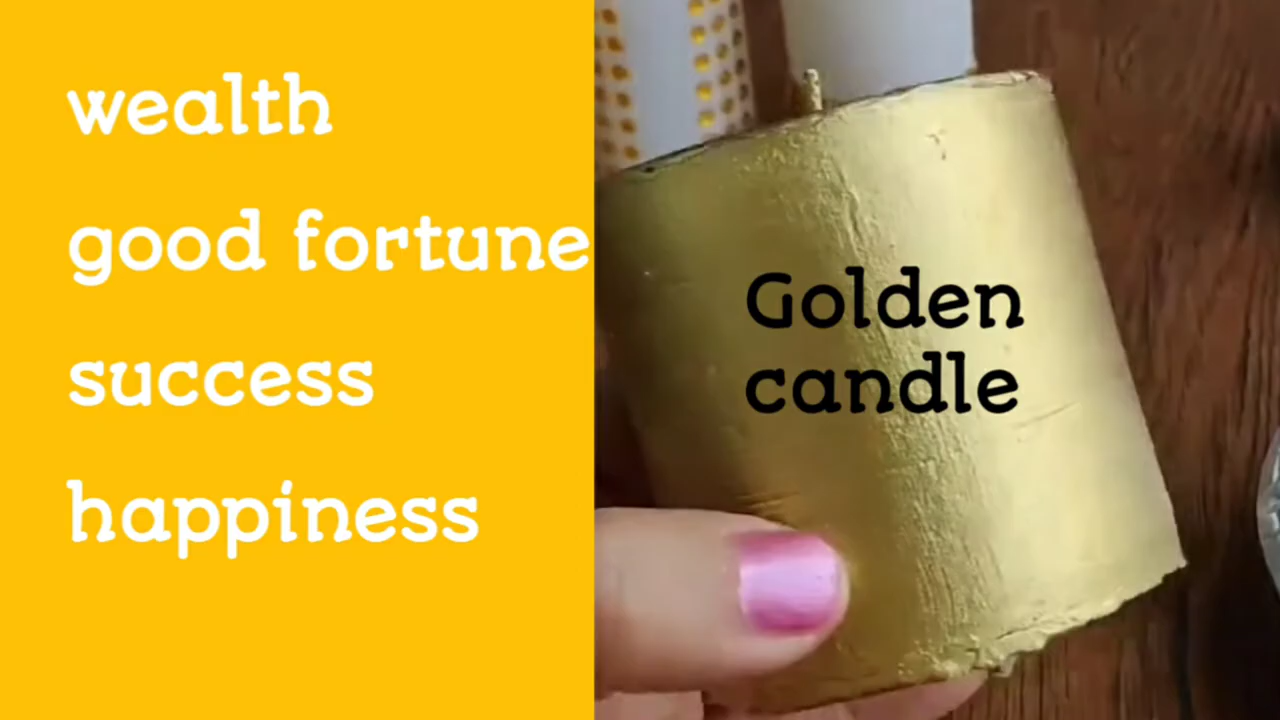 wealth
good fortune
success
happiness
Golden
candle